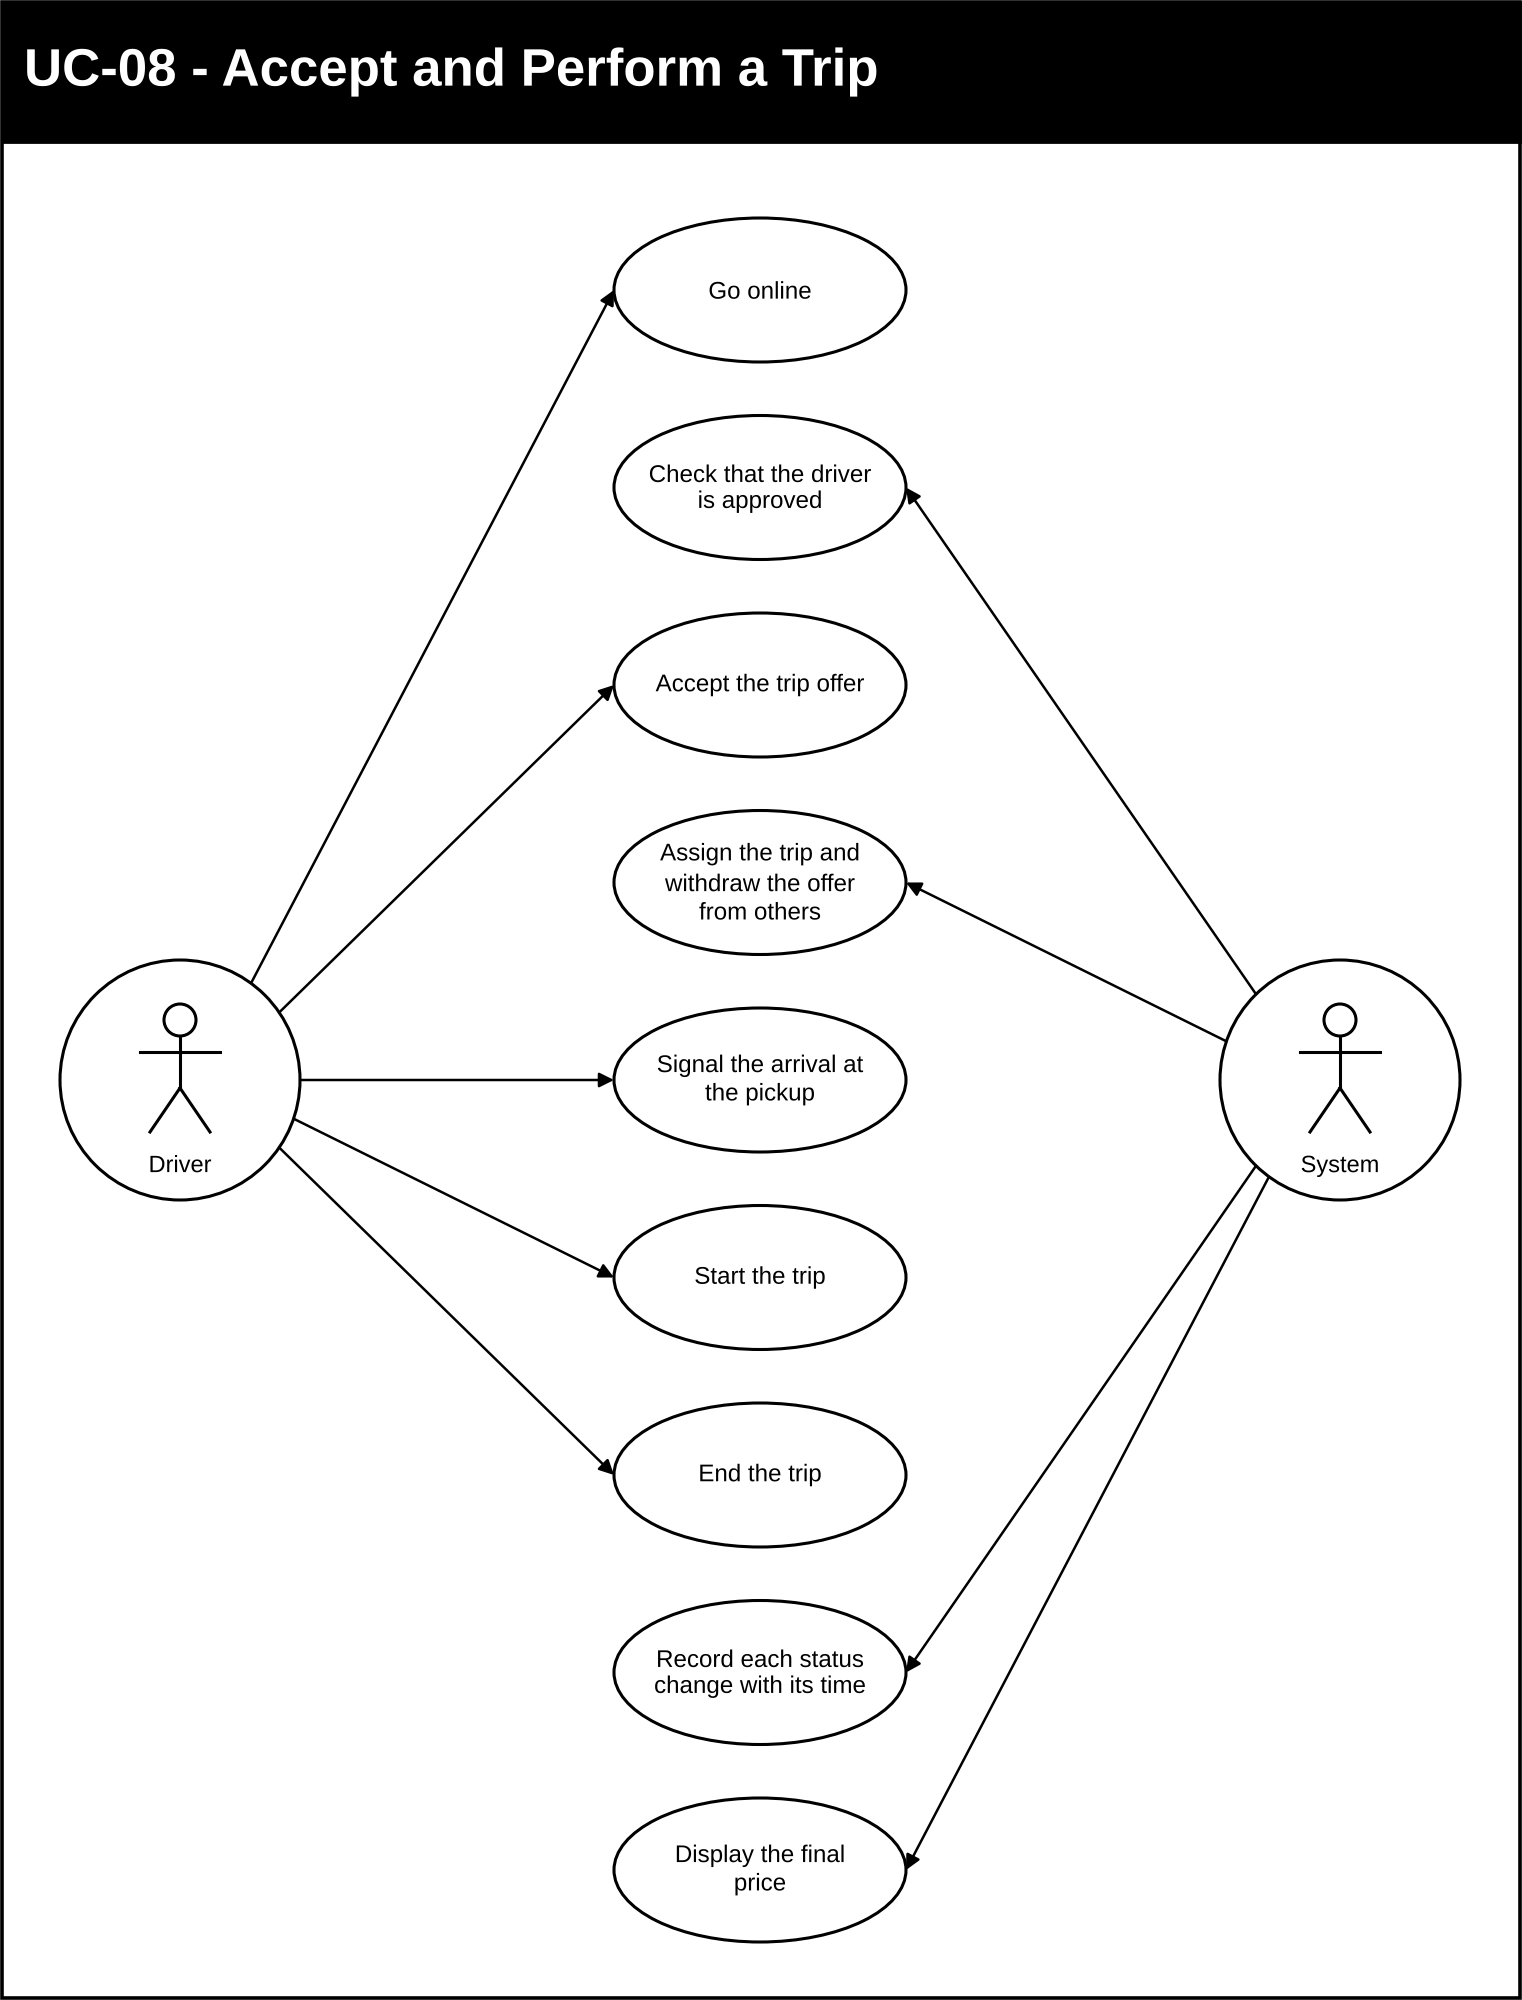 UC-08 - Accept and Perform a Trip
Go online
Check that the driver
is approved
Accept the trip offer
Assign the trip and
withdraw the offer
from others
Signal the arrival at
the pickup
Driver
System
Start the trip
End the trip
Record each status
change with its time
Display the final
price